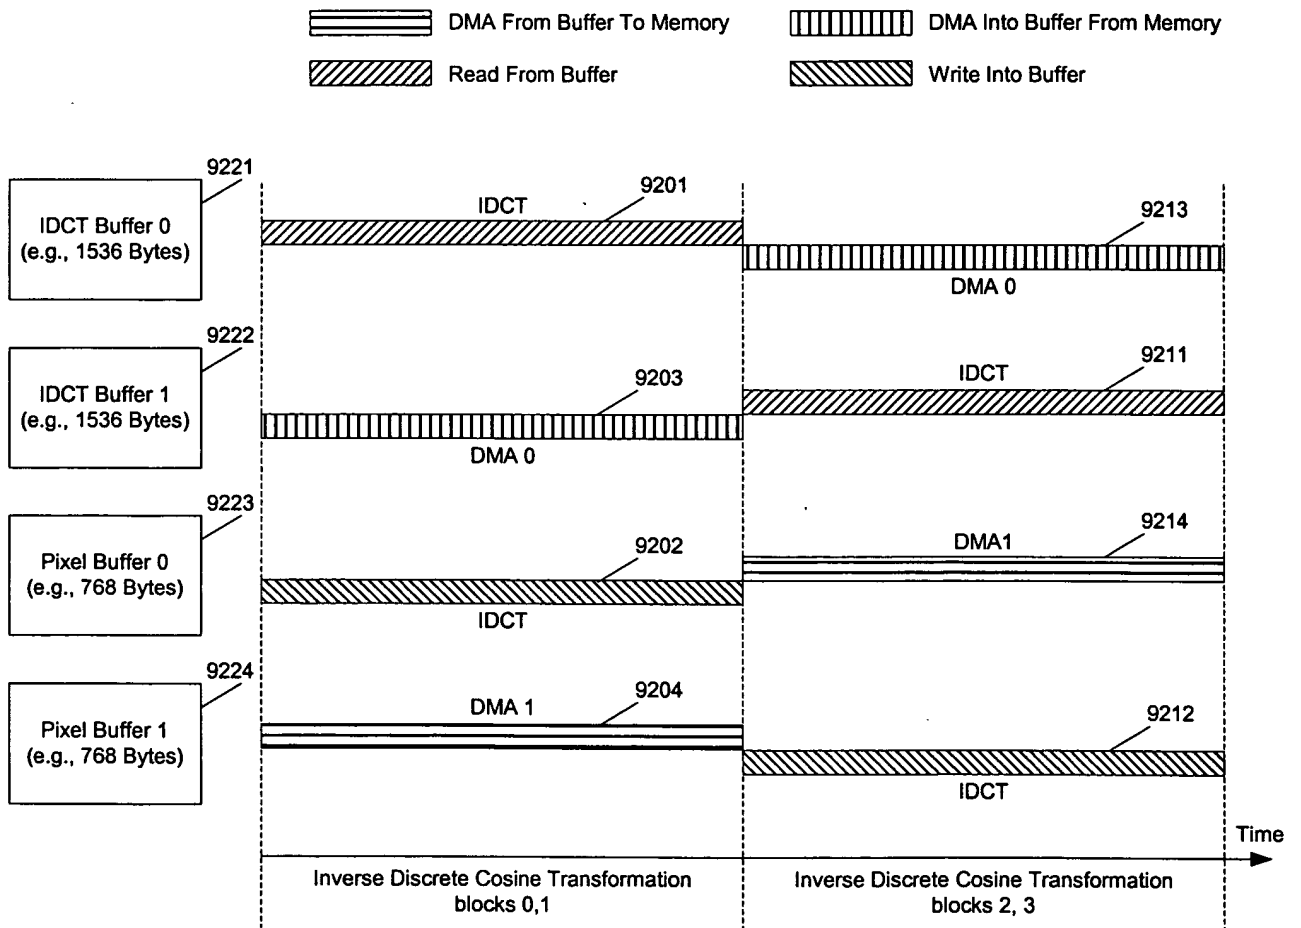 DMA From Buffer To Memory
DMA Into Buffer From Memory
Read From Buffer
Write Into Buffer
9221
IDCT Buffer 0
(e.g., 1536 Bytes)
IDCT
9201
9213
DMA 0
9222
IDCT Buffer 1
(e.g., 1536 Bytes)
9203
DMA 0
IDCT
9211
9223
Pixel Buffer 0
(e.g., 768 Bytes)
9202
IDCT
DMA1
9214
9224
Pixel Buffer 1
(e.g., 768 Bytes)
DMA 1
9204
9212
IDCT
Time
Inverse Discrete Cosine Transformation
blocks 0,1
Inverse Discrete Cosine Transformation
blocks 2, 3